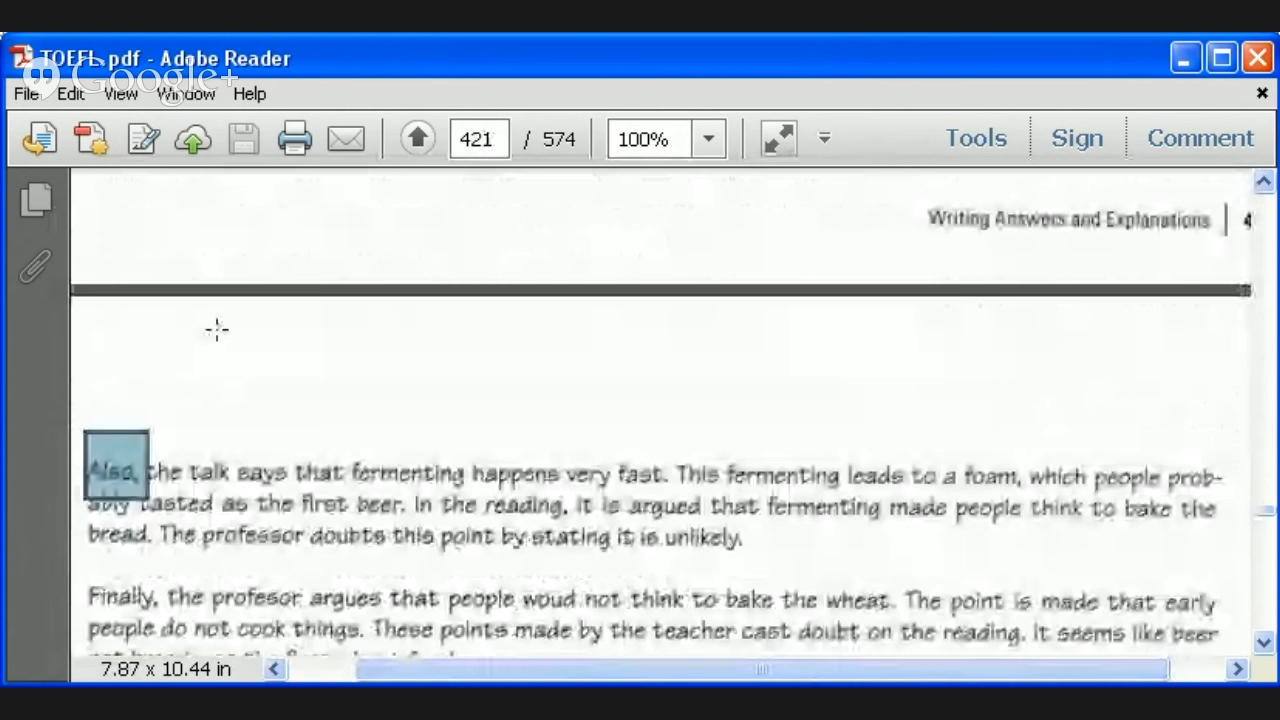 TOEFL.pdf - Adobe Reader
Google+
File Edit View Window Help
421 / 574 100% Tools Sign Comment
Writing Answers and Explanations 4
Also, the talk says that fermenting happens very fast. This fermenting leads to a foam, which people prob-
ably tasted as the first beer. In the reading, it is argued that fermenting made people think to bake the
bread. The professor doubts this point by stating it is unlikely.
Finally, the profesor argues that people woud not think to bake the wheat. The point is made that early
people do not cook things. These points made by the teacher cast doubt on the reading. It seems like beer
7.87 x 10.44 in